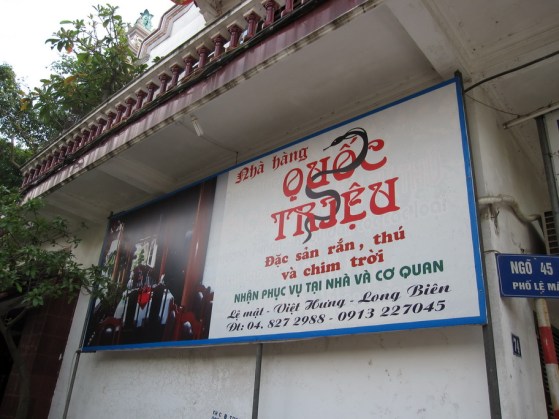 Nhà hàng
QUỐC
TRIỆU
Đặc sản rắn, thú
và chim trời
NHẬN PHỤC VỤ TẠI NHÀ VÀ CƠ QUAN
Lệ mật - Việt Hưng - Long Biên
Đt: 04. 827 2988 - 0913 227045
NGÕ 45
PHỐ LỆ MẬ